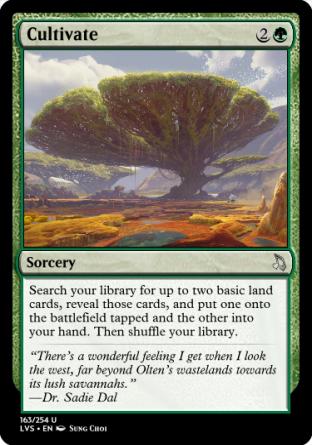 Cultivate 2
Sorcery
Search your library for up to two basic land
cards, reveal those cards, and put one onto
the battlefield tapped and the other into
your hand. Then shuffle your library.
“There’s a wonderful feeling I get when I look
the west, far beyond Olten’s wastelands towards
its lush savannahs.”
—Dr. Sadie Dal
163/254 U
LVS • EN Sung Choi